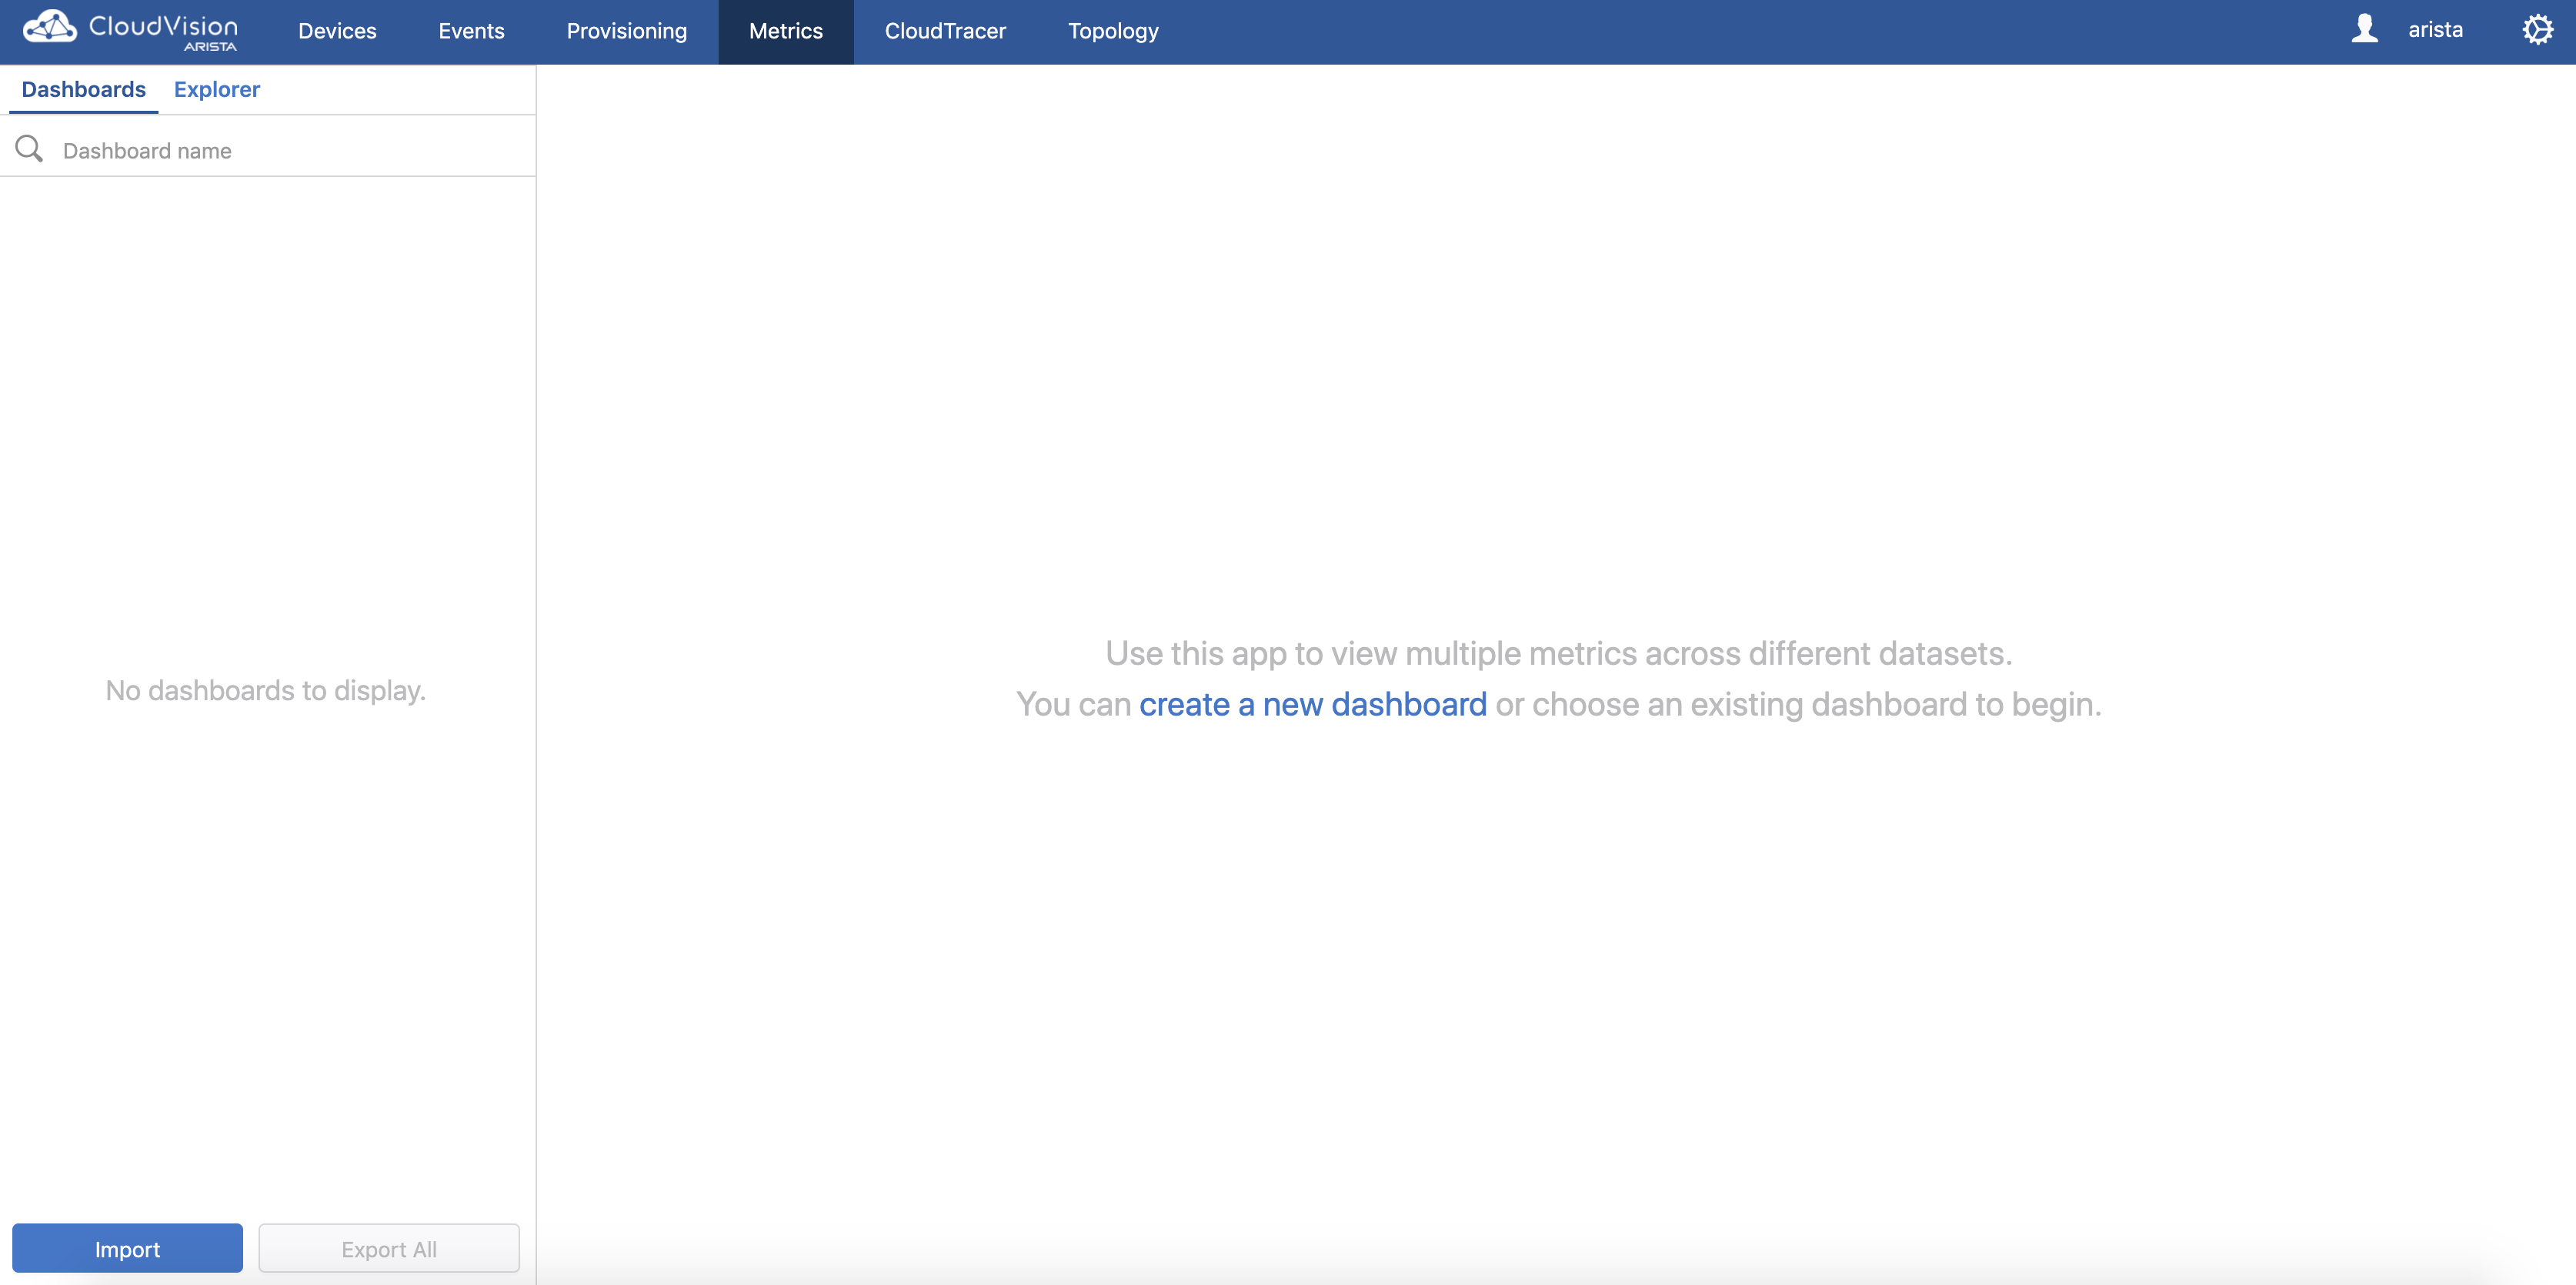 CloudVision
ARISTA
Devices
Events
Provisioning
Metrics
CloudTracer
Topology
arista
Dashboards
Explorer
Dashboard name
No dashboards to display.
Use this app to view multiple metrics across different datasets.
You can create a new dashboard or choose an existing dashboard to begin.
Import
Export All